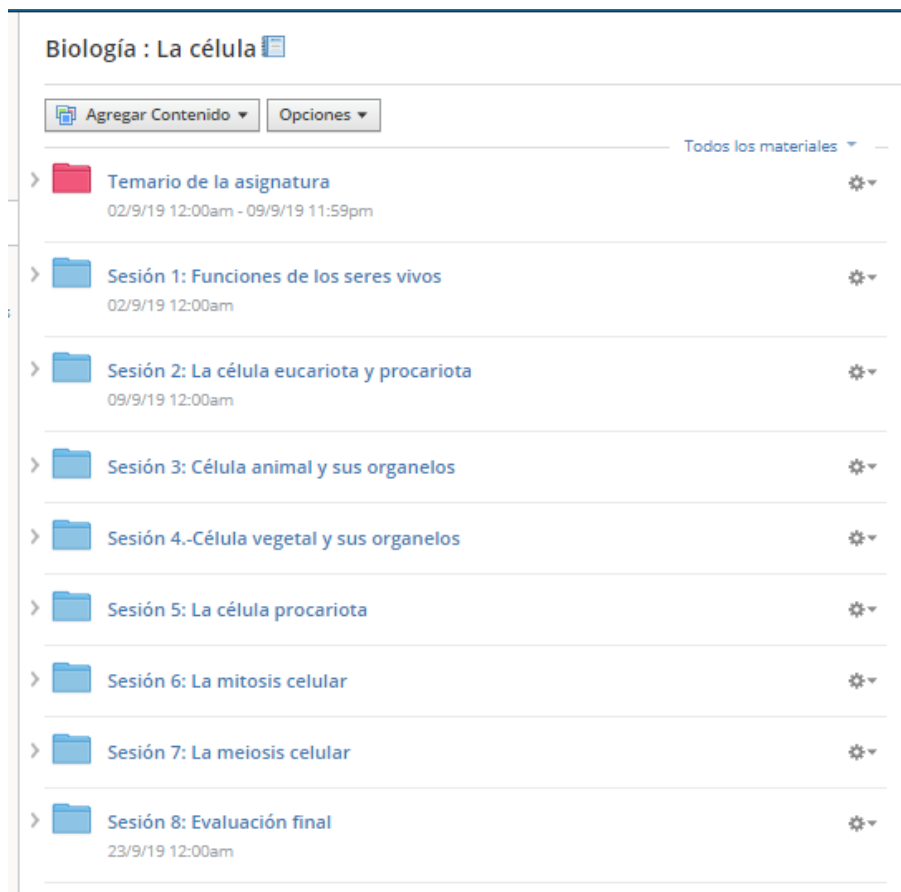 Biología : La célula
Agregar Contenido Opciones
Todos los materiales
Temario de la asignatura
02/9/19 12:00am - 09/9/19 11:59pm
Sesión 1: Funciones de los seres vivos
02/9/19 12:00am
Sesión 2: La célula eucariota y procariota
09/9/19 12:00am
Sesión 3: Célula animal y sus organelos
Sesión 4.-Célula vegetal y sus organelos
Sesión 5: La célula procariota
Sesión 6: La mitosis celular
Sesión 7: La meiosis celular
Sesión 8: Evaluación final
23/9/19 12:00am